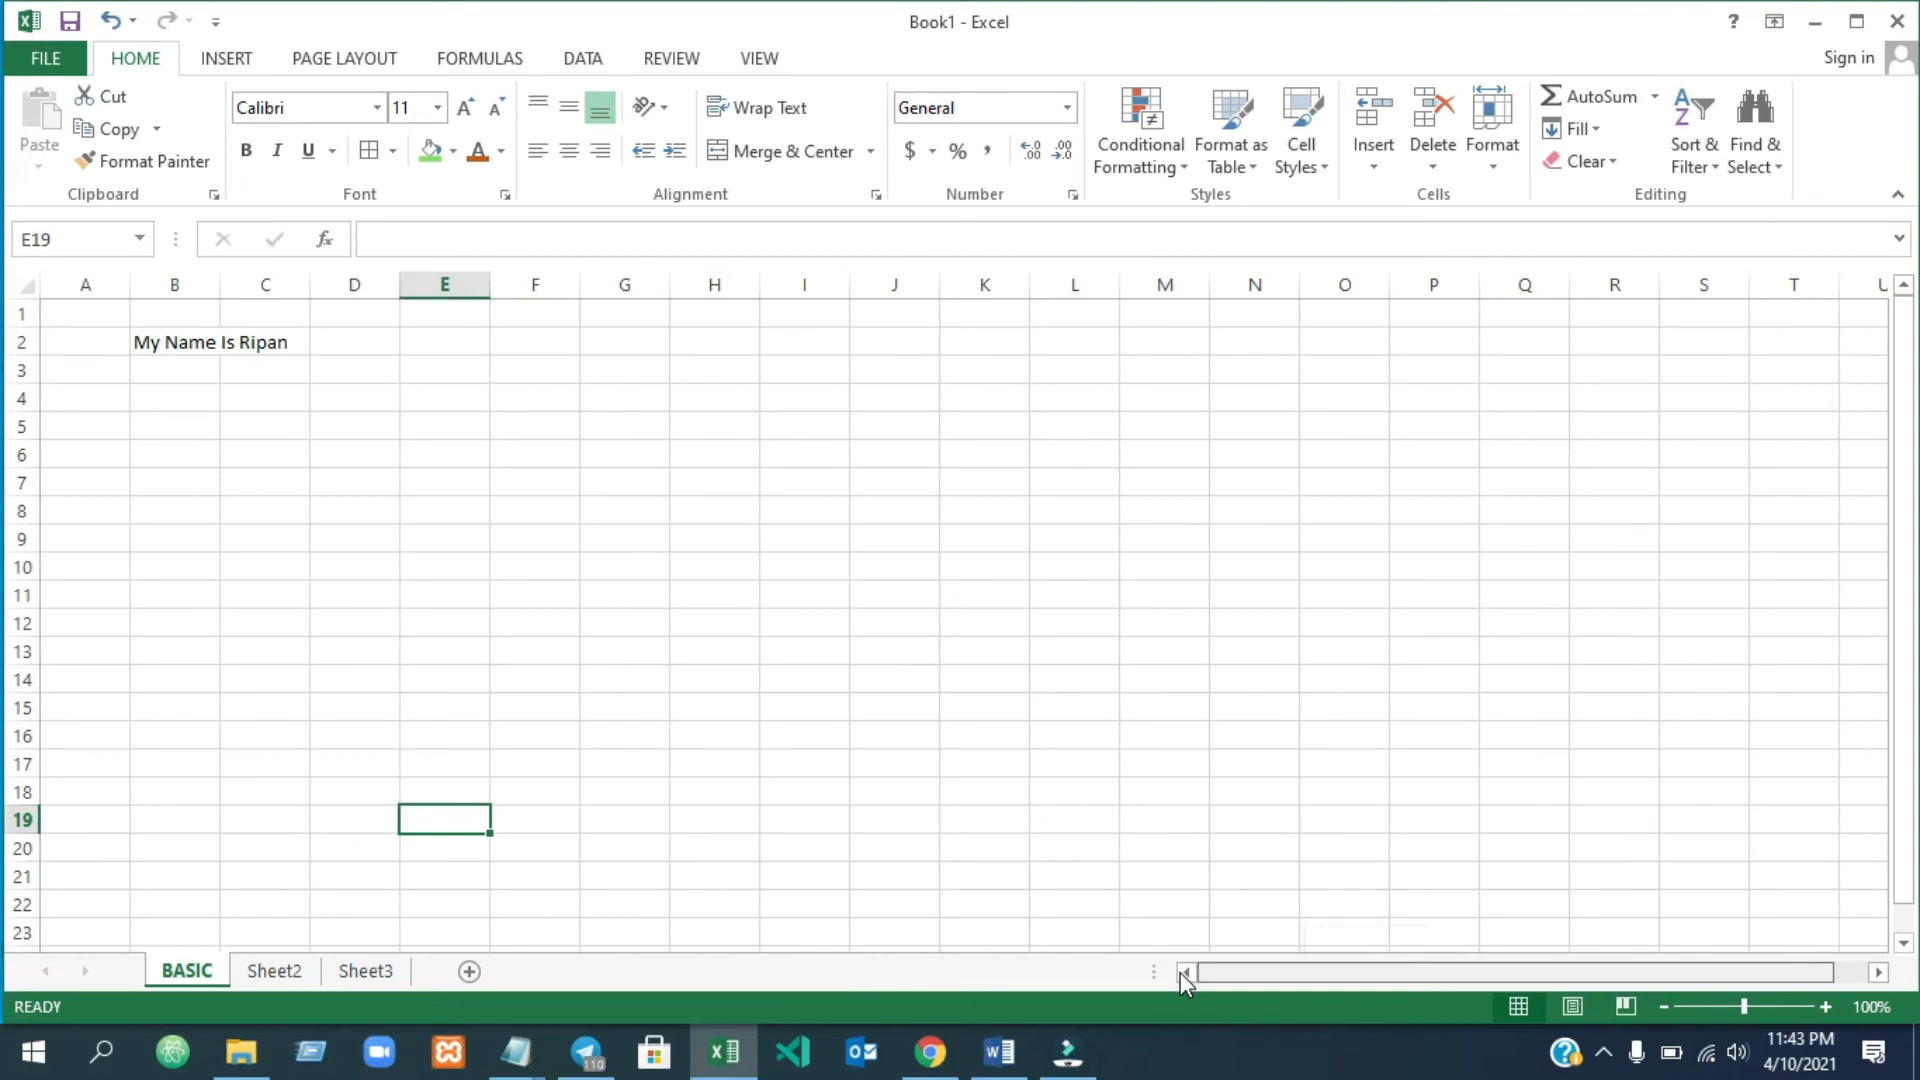 Book1 - Excel
?
FILE HOME INSERT PAGE LAYOUT FORMULAS DATA REVIEW VIEW Sign in
Cut
Copy
Format Painter
Paste
Clipboard
Calibri 11
B I U
Font
Wrap Text
Merge & Center
Alignment
General
$ % ,
Number
Conditional Formatting
Format as Table
Cell Styles
Styles
Insert Delete Format
Cells
AutoSum
Fill
Clear
Sort & Filter
Find & Select
Editing
E19 fx
A B C D E F G H I J K L M N O P Q R S T U
1
2 My Name Is Ripan
3
4
5
6
7
8
9
10
11
12
13
14
15
16
17
18
19
20
21
22
23
BASIC Sheet2 Sheet3
READY 100%
110
11:43 PM
4/10/2021